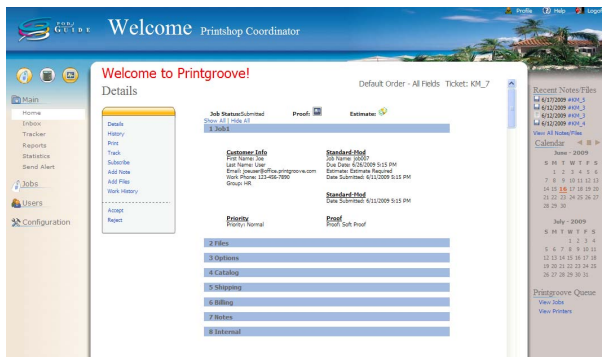 Profile Help Logoff
PODJ GUIDE
Welcome Printshop Coordinator
Main
Home
Inbox
Tracker
Reports
Statistics
Send Alert
Jobs
Users
Configuration
Welcome to Printgroove!
Details
Default Order - All Fields Ticket: KM_7
Details
History
Print
Track
Subscribe
Add Note
Add Files
Work History
Accept
Reject
Job Status:Submitted Proof: Estimate:
Show All | Hide All
1 Job1
Customer Info
First Name: Joe
Last Name: User
Email: joeuser@office.printgroove.com
Work Phone: 123-456-7890
Group: HR
Standard-Mod
Job Name: job007
Due Date: 6/26/2009 5:15 PM
Estimate: Estimate Required
Date Submitted: 6/11/2009 5:15 PM
Standard-Mod
Date Submitted: 6/11/2009 5:15 PM
Priority
Priority: Normal
Proof
Proof: Soft Proof
2 Files
3 Options
4 Catalog
5 Shipping
6 Billing
7 Notes
8 Internal
Recent Notes/Files
6/17/2009 #KM_5
6/12/2009 #KM_4
6/12/2009 #KM_3
6/12/2009 #KM_4
View All Notes/Files
Calendar
June - 2009
S M T W T F S
1 2 3 4 5 6
7 8 9 10 11 12 13
14 15 16 17 18 19 20
21 22 23 24 25 26 27
28 29 30
July - 2009
S M T W T F S
1 2 3 4
5 6 7 8 9 10 11
12 13 14 15 16 17 18
19 20 21 22 23 24 25
26 27 28 29 30 31
Printgroove Queue
View Jobs
View Printers